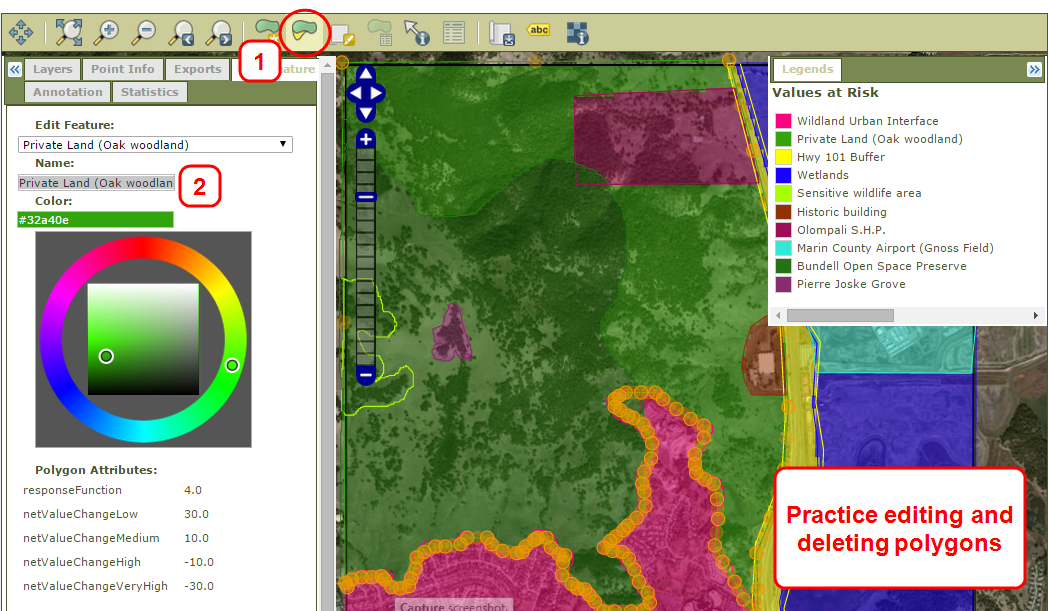 abc
1
Layers Point Info Exports ature
Annotation Statistics
Edit Feature:
Private Land (Oak woodland)
Name:
Private Land (Oak woodlan
2
Color:
#32a40e
Polygon Attributes:
responseFunction 4.0
netValueChangeLow 30.0
netValueChangeMedium 10.0
netValueChangeHigh -10.0
netValueChangeVeryHigh -30.0
Legends
Values at Risk
Wildland Urban Interface
Private Land (Oak woodland)
Hwy 101 Buffer
Wetlands
Sensitive wildlife area
Historic building
Olompali S.H.P.
Marin County Airport (Gnoss Field)
Bundell Open Space Preserve
Pierre Joske Grove
Practice editing and
deleting polygons
Capture screenshot.